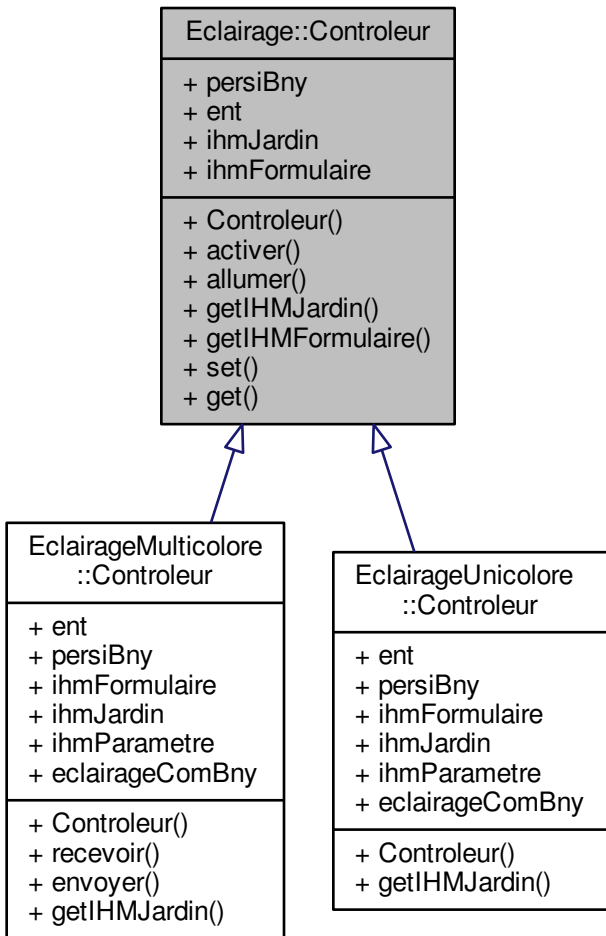 Eclairage::Controleur
+ persiBny
+ ent
+ ihmJardin
+ ihmFormulaire
+ Controleur()
+ activer()
+ allumer()
+ getIHMJardin()
+ getIHMFormulaire()
+ set()
+ get()
EclairageMulticolore
::Controleur
+ ent
+ persiBny
+ ihmFormulaire
+ ihmJardin
+ ihmParametre
+ eclairageComBny
+ Controleur()
+ recevoir()
+ envoyer()
+ getIHMJardin()
EclairageUnicolore
::Controleur
+ ent
+ persiBny
+ ihmFormulaire
+ ihmJardin
+ ihmParametre
+ eclairageComBny
+ Controleur()
+ getIHMJardin()